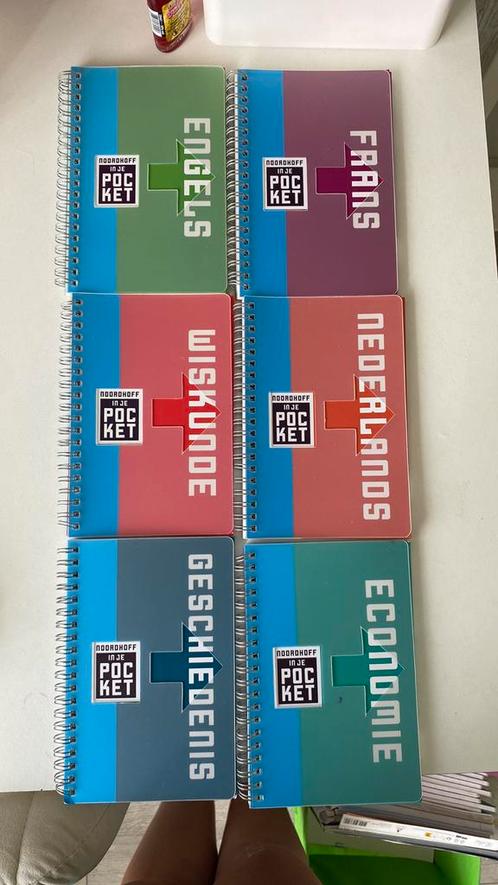 NOORDHOFF
IN JE
POC
KET
ENGELS
NOORDHOFF
IN JE
POC
KET
FRANS
NOORDHOFF
IN JE
POC
KET
WISKUNDE
NOORDHOFF
IN JE
POC
KET
NEDERLANDS
NOORDHOFF
IN JE
POC
KET
GESCHIEDENIS
NOORDHOFF
IN JE
POC
KET
ECONOMIE